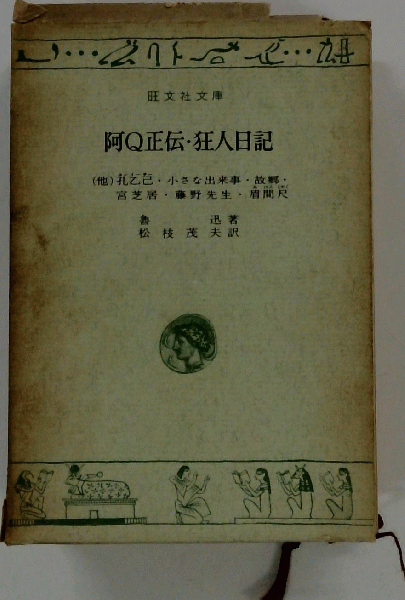 旺文社文庫
阿Q正伝・狂人日記
(他) 孔乙己・小さな出来事・故郷・
宮芝居・藤野先生・眉間尺
魯 迅 著
松枝茂夫訳